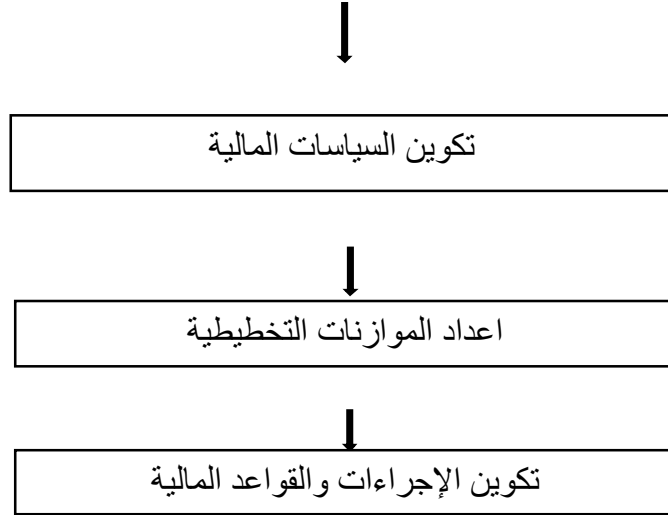 تكوين السياسات المالية
اعداد الموازنات التخطيطية
تكوين الإجراءات والقواعد المالية